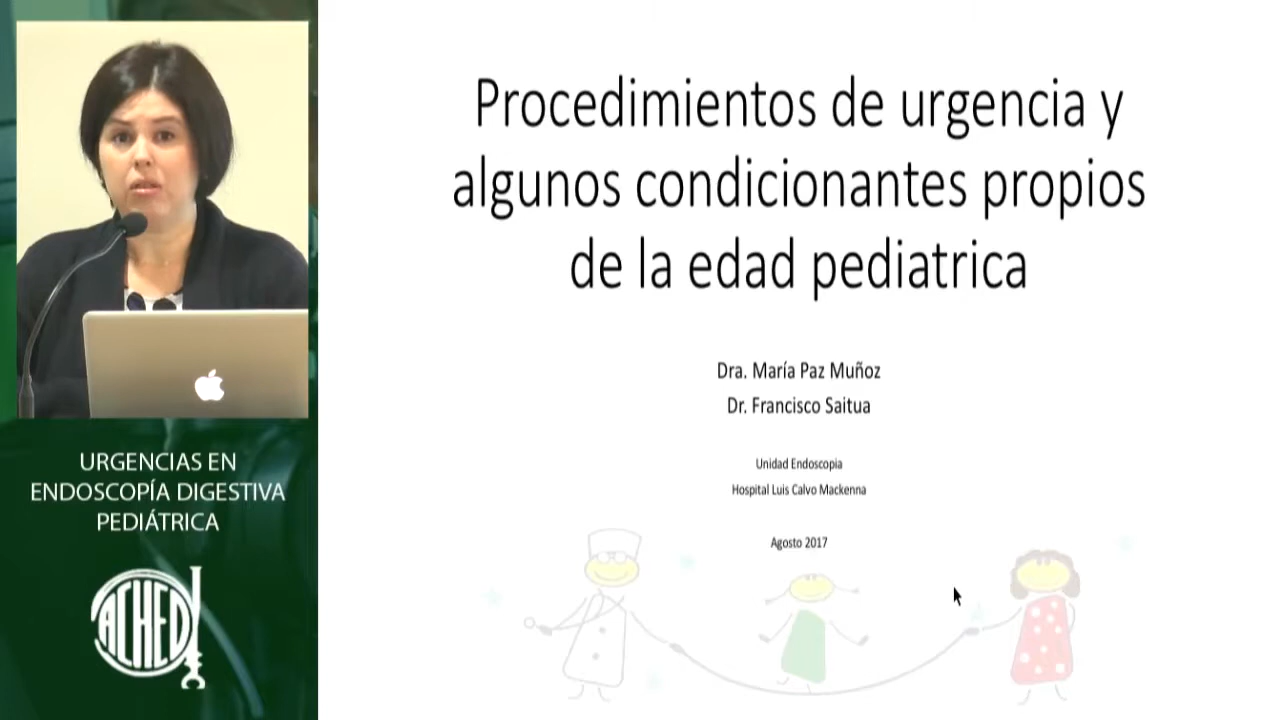 Procedimientos de urgencia y
algunos condicionantes propios
de la edad pediatrica
Dra. María Paz Muñoz
Dr. Francisco Saitua
Unidad Endoscopia
Hospital Luis Calvo Mackenna
Agosto 2017
URGENCIAS EN
ENDOSCOPÍA DIGESTIVA
PEDIÁTRICA
ACHED